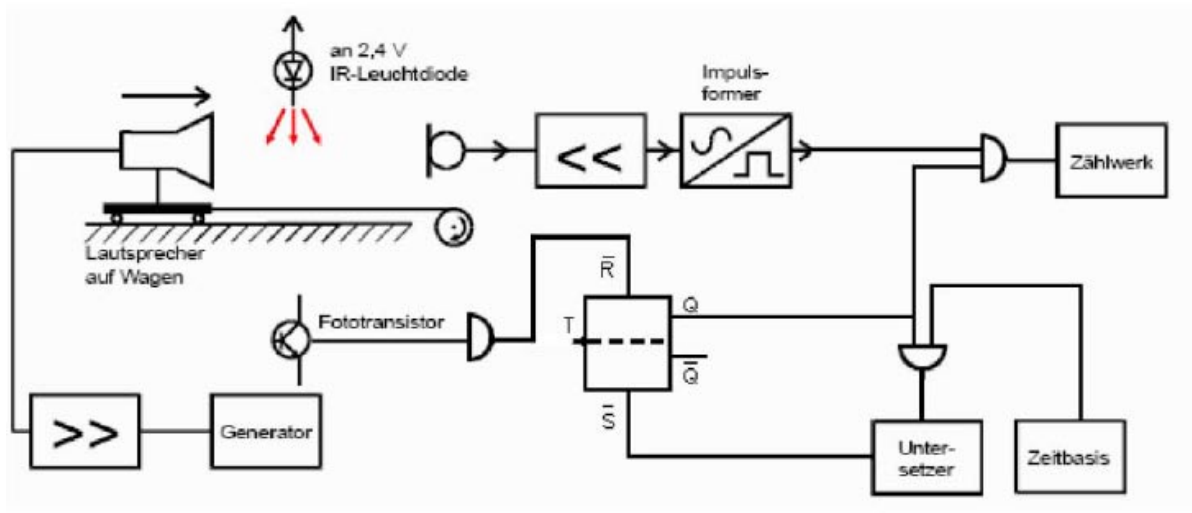 an 2,4 V
IR-Leuchtdiode
Impuls-
former
<<
Zählwerk
Lautsprecher
auf Wagen
R̅
Fototransistor
T
Q
Q̅
S̅
>>
Generator
Unter-
setzer
Zeitbasis